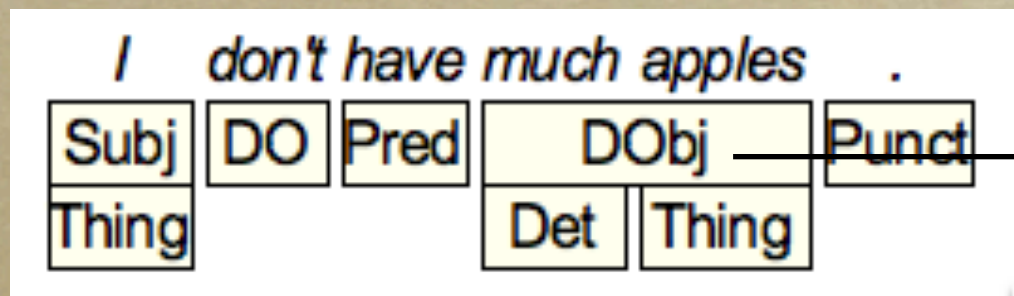 I don't have much apples .
Subj DO Pred DObj Punct
Thing Det Thing